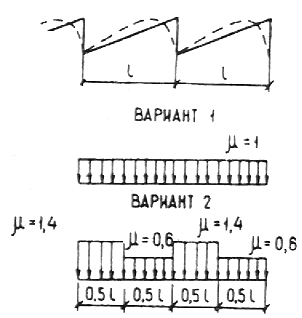 l l
ВАРИАНТ 1
μ=1
ВАРИАНТ 2
μ=1,4 μ=0,6 μ=1,4 μ=0,6
0,5 l 0,5 l 0,5 l 0,5 l